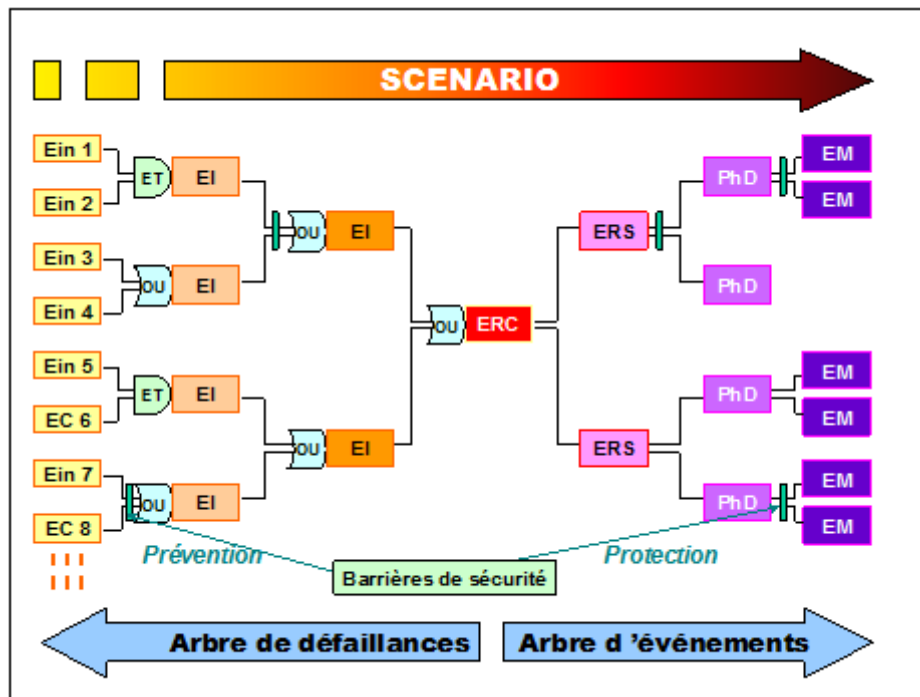 SCENARIO
Ein 1
Ein 2
ET
EI
Ein 3
Ein 4
OU
EI
OU
EI
Ein 5
EC 6
ET
EI
Ein 7
EC 8
OU
EI
OU
EI
OU
ERC
ERS
PhD
EM
EM
PhD
ERS
PhD
EM
EM
PhD
EM
EM
Prévention
Protection
Barrières de sécurité
Arbre de défaillances
Arbre d ’événements